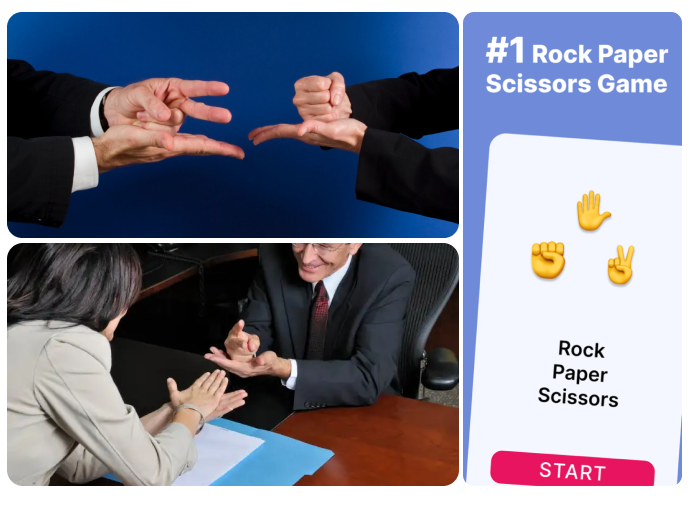 #1 Rock Paper
Scissors Game
Rock
Paper
Scissors
START